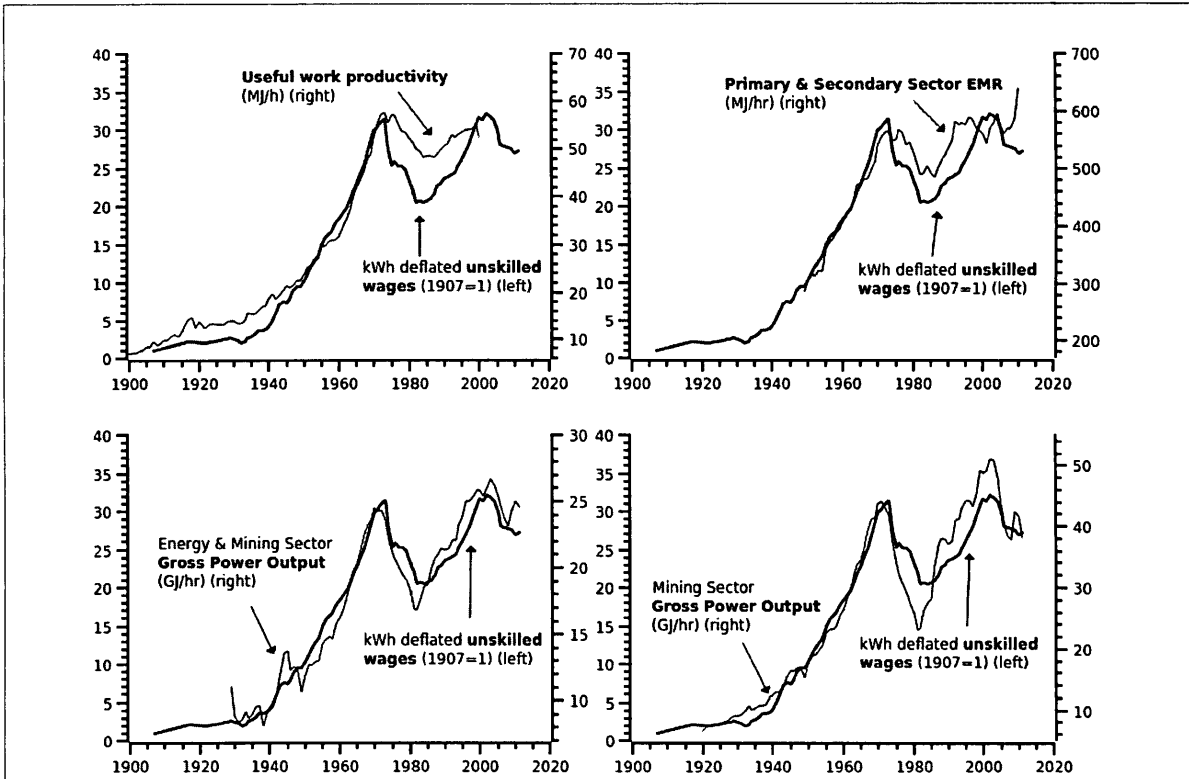 40
35
30
25
20
15
10
5
0
70
60
50
40
30
20
10
1900 1920 1940 1960 1980 2000 2020
Useful work productivity
(MJ/h) (right)
kWh deflated unskilled
wages (1907=1) (left)
40
35
30
25
20
15
10
5
0
700
600
500
400
300
200
1900 1920 1940 1960 1980 2000 2020
Primary & Secondary Sector EMR
(MJ/hr) (right)
kWh deflated unskilled
wages (1907=1) (left)
40
35
30
25
20
15
10
5
0
30
25
20
15
10
1900 1920 1940 1960 1980 2000 2020
Energy & Mining Sector
Gross Power Output
(GJ/hr) (right)
kWh deflated unskilled
wages (1907=1) (left)
40
35
30
25
20
15
10
5
0
50
40
30
20
10
1900 1920 1940 1960 1980 2000 2020
Mining Sector
Gross Power Output
(GJ/hr) (right)
kWh deflated unskilled
wages (1907=1) (left)